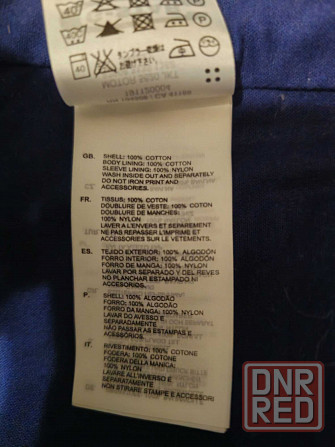 40
40
GB. SHELL: 100% COTTON
BODY LINING: 100% COTTON
SLEEVE LINING: 100% NYLON
WASH INSIDE OUT AND SEPARATELY
DO NOT IRON PRINT AND
ACCESSORIES.
FR. TISSUS: 100% COTON
DOUBLURE DE VESTE: 100% COTON
DOUBLURE DE MANCHES:
100% NYLON
LAVER A L'ENVERS ET SEPAREMENT
NE PAS REPASSER L'IMPRIME ET
ACCESSORIES SUR LE VETEMENTS.
ES. TEJIDO EXTERIOR: 100% ALGODÓN
FORRO INTERIOR: 100% ALGODÓN
FORRO DE MANGA: 100% NYLON
LAVAR POR SEPARADO Y DEL REVES
NO PLANCHAR ESTAMPADO NI
ACCESORIOS.
P. SHELL: 100% ALGODÃO
FORRO: 100% ALGODÃO
FORRO DA MANGA: 100% NYLON
LAVAR DO AVESSO E
SEPARADAMENTE
NÃO PASSAR AS ESTAMPAS E
ACESSÓRIOS
IT. RIVESTIMENTO: 100% COTONE
FODERA: 100% COTONE
FODERA DELLA MANICA:
100% NYLON
LAVARE ALL'INVERSO E
SEPARATAMENTE
NON STIRARE STAMPE E ACCESSORI
DNR
RED